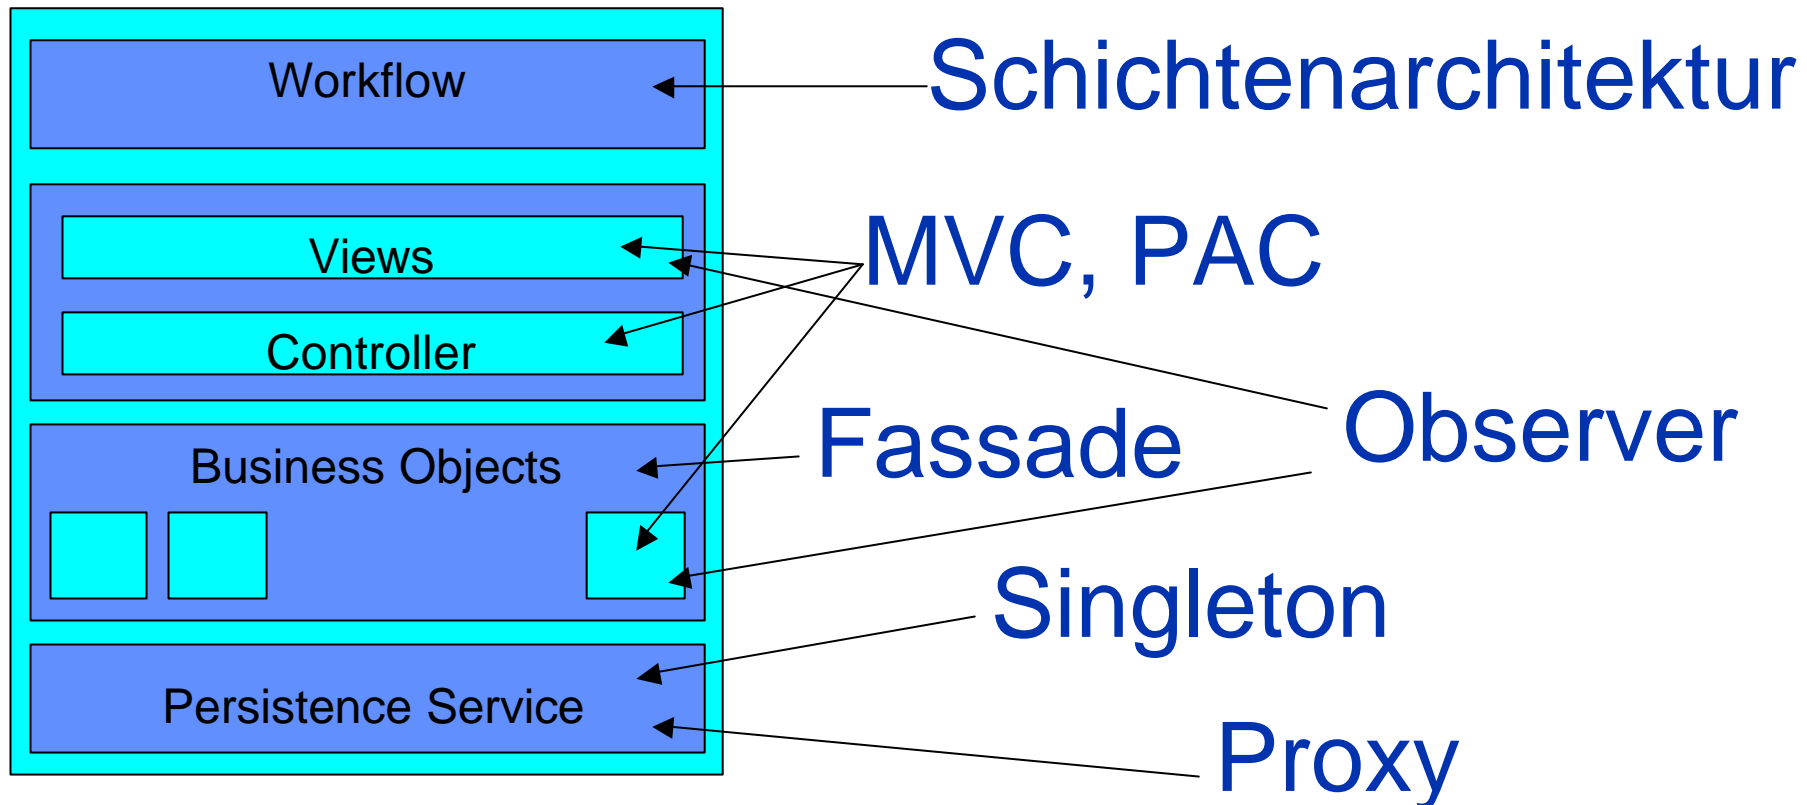 Workflow
Schichtenarchitektur
Views
MVC, PAC
Controller
Business Objects
Fassade
Observer
Singleton
Persistence Service
Proxy